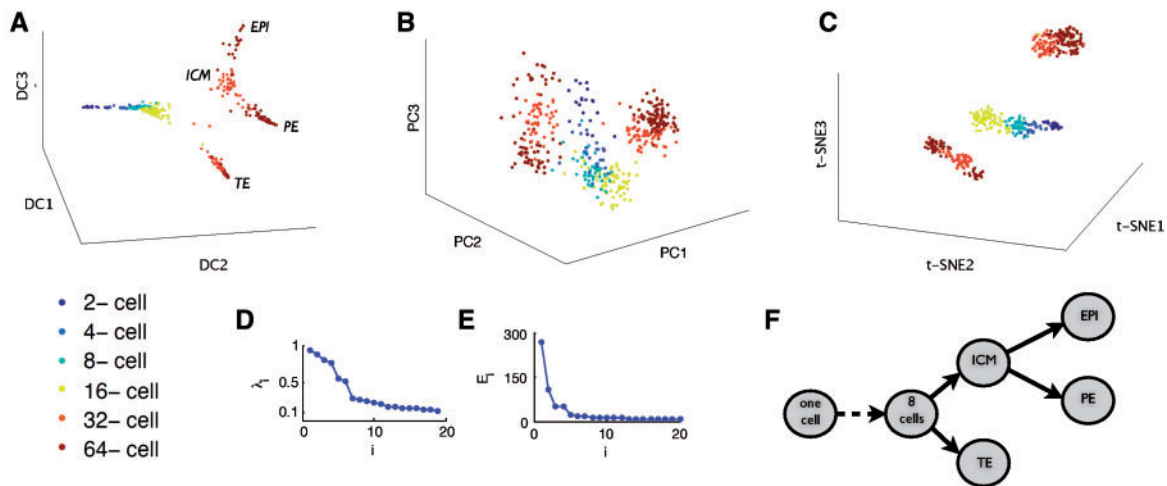 A
EPI
ICM
PE
TE
DC3
DC1
DC2
B
PC3
PC2
PC1
C
t-SNE3
t-SNE2
t-SNE1
2- cell
4- cell
8- cell
16- cell
32- cell
64- cell
D
λi
1
0.5
0.1
0 10 20
i
E
Ei
300
150
0
0 10 20
i
F
one
cell
8
cells
ICM
TE
EPI
PE